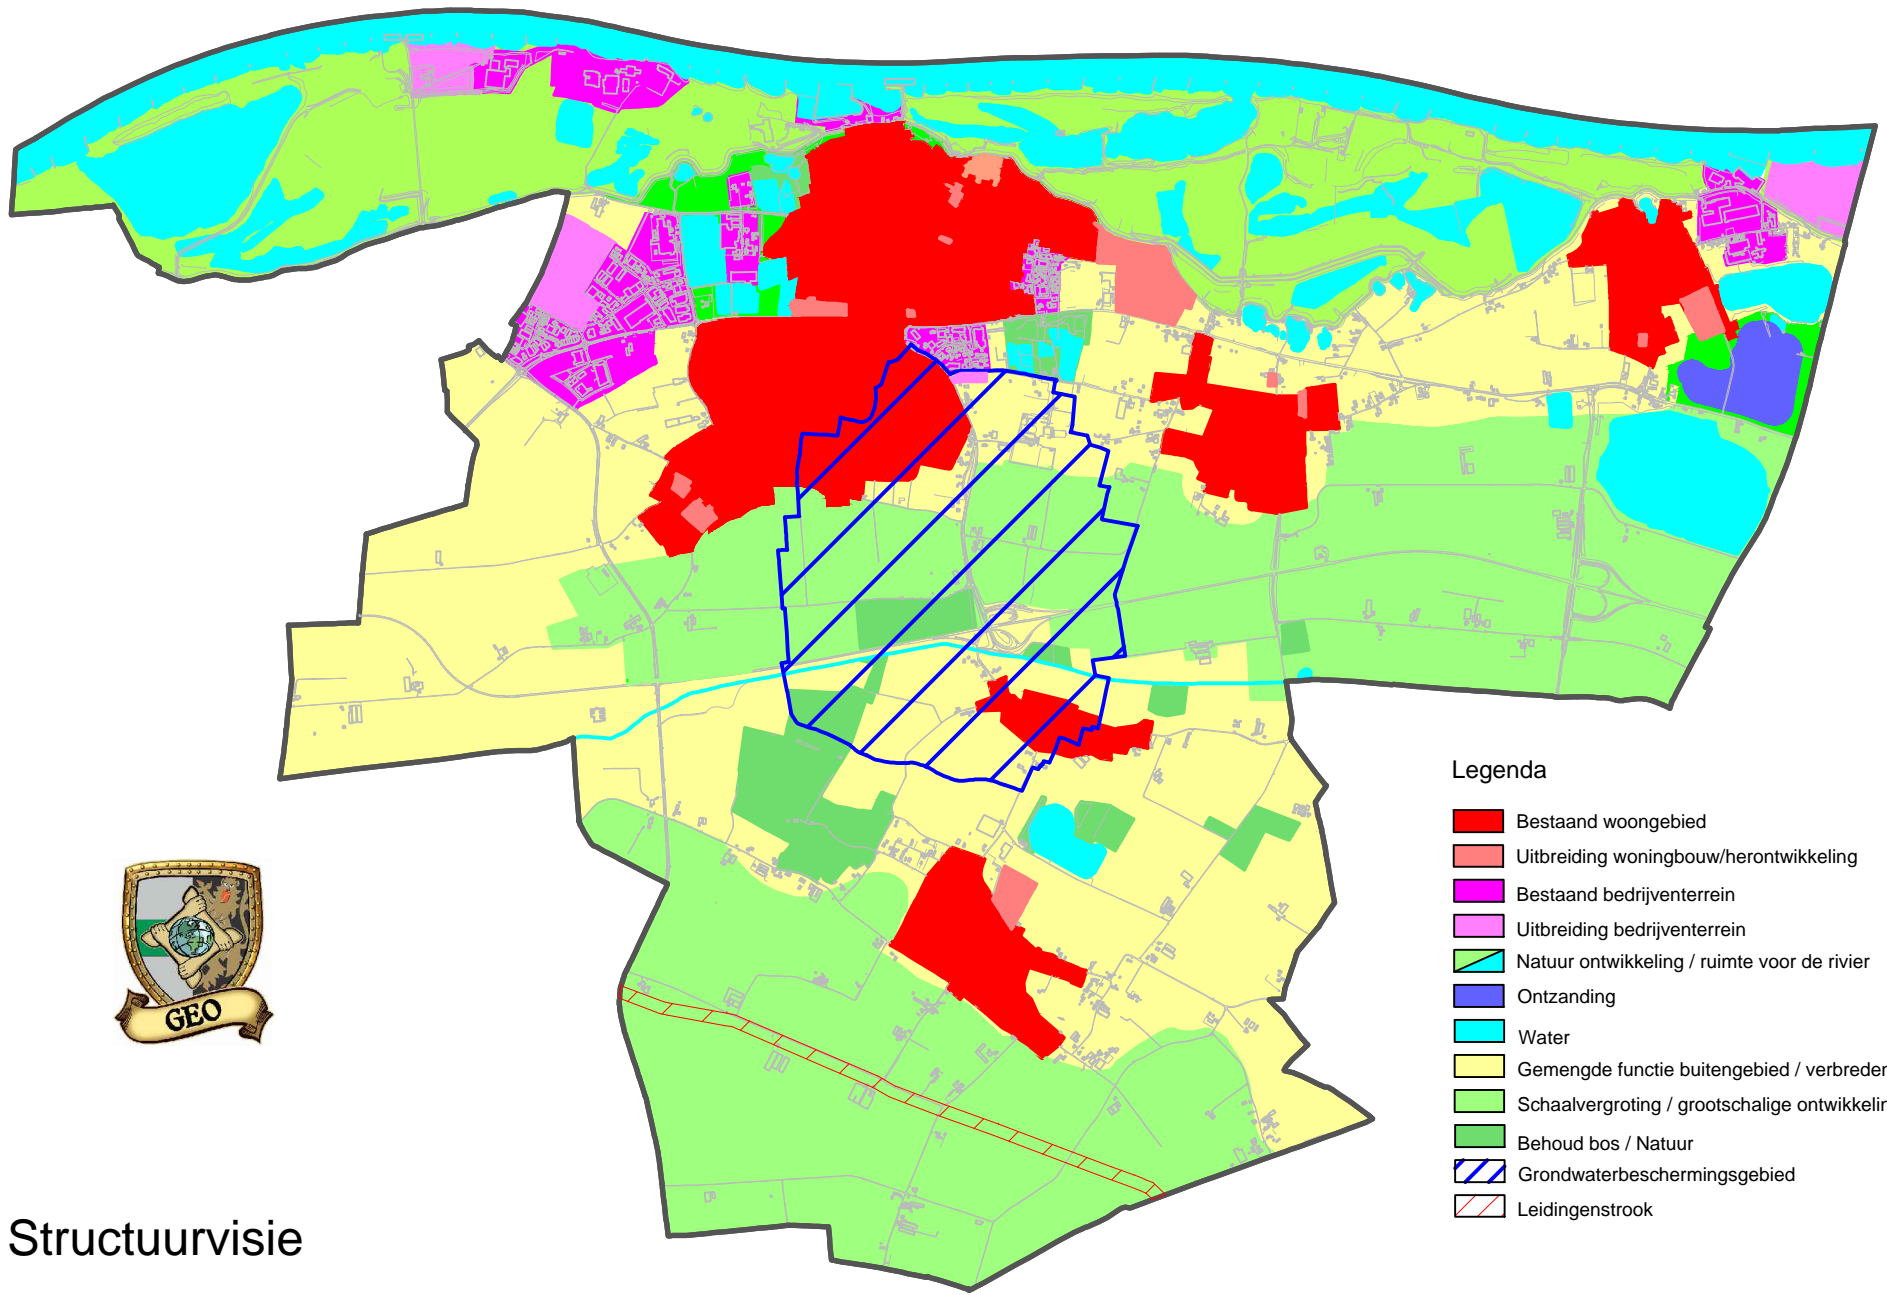 Legenda
Bestaand woongebied
Uitbreiding woningbouw/herontwikkeling
Bestaand bedrijventerrein
Uitbreiding bedrijventerrein
Natuur ontwikkeling / ruimte voor de rivier
Ontzanding
Water
Gemengde functie buitengebied / verbreder
Schaalvergroting / grootschalige ontwikkelin
Behoud bos / Natuur
Grondwaterbeschermingsgebied
Leidingenstrook
GEO
Structuurvisie